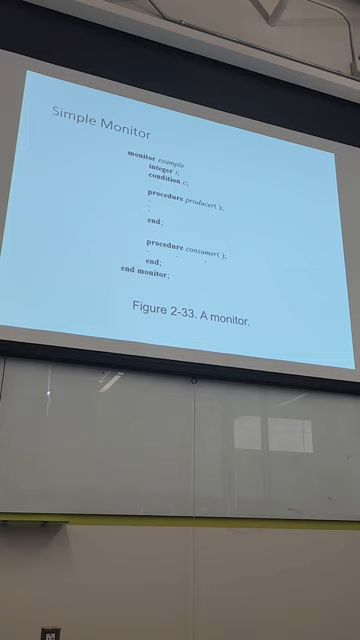 Simple Monitor
monitor example
integer i;
condition c;
procedure producer( );
.
.
.
end;
procedure consumer( );
. . .
end;
end monitor;
Figure 2-33. A monitor.